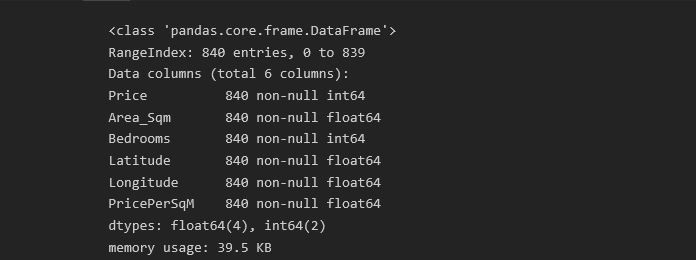 <class 'pandas.core.frame.DataFrame'>
RangeIndex: 840 entries, 0 to 839
Data columns (total 6 columns):
Price          840 non-null int64
Area_Sqm       840 non-null float64
Bedrooms       840 non-null int64
Latitude       840 non-null float64
Longitude      840 non-null float64
PricePerSqM    840 non-null float64
dtypes: float64(4), int64(2)
memory usage: 39.5 KB